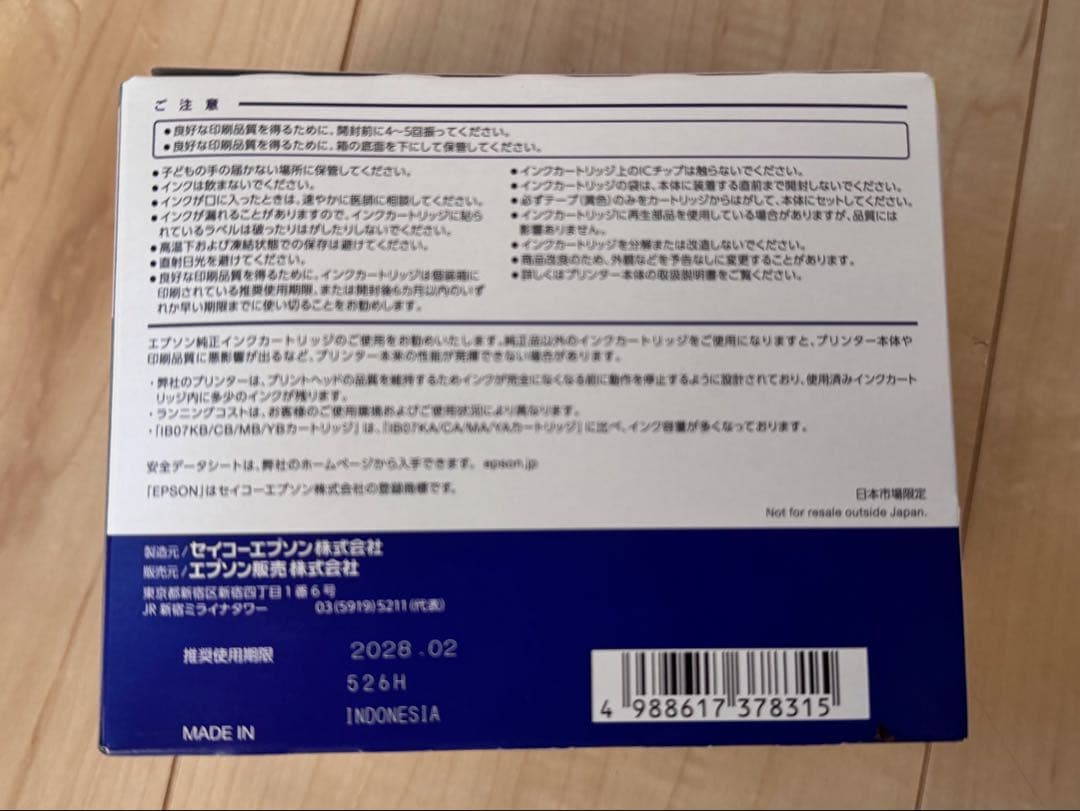 ご注意
●良好な印刷品質を得るために、開封前に4〜5回振ってください。
●良好な印刷品質を得るために、箱の底面を下にして保管してください。
●子どもの手の届かない場所に保管してください。
●インクは飲まないでください。
●インクが口に入ったときは、速やかに医師に相談してください。
●インクが漏れることがありますので、インクカートリッジに貼ら
れているラベルは破ったりはがしたりしないでください。
●高温下および凍結状態での保存は避けてください。
●直射日光を避けてください。
●良好な印刷品質を得るために、インクカートリッジは個装箱に
印刷されている推奨使用期限、または開封後6カ月以内のいず
れか早い期限までに使い切ることをお勧めします。
●インクカートリッジ上のICチップは触らないでください。
●インクカートリッジの袋は、本体に装着する直前まで開封しないでください。
●必ずテープ(黄色)のみをカートリッジからはがして、本体にセットしてください。
●インクカートリッジに再生部品を使用している場合がありますが、品質には
影響ありません。
●インクカートリッジを分解または改造しないでください。
●商品改良のため、外観などを予告なしに変更することがあります。
●詳しくはプリンター本体の取扱説明書をご覧ください。
エプソン純正インクカートリッジのご使用をお勧めいたします。純正品以外のインクカートリッジをご使用になりますと、プリンター本体や
印刷品質に悪影響が出るなど、プリンター本来の性能が発揮できない場合があります。
・弊社のプリンターは、プリントヘッドの品質を維持するためインクが完全になくなる前に動作を停止するように設計されており、使用済みインクカート
リッジ内に多少のインクが残ります。
・ランニングコストは、お客様のご使用環境およびご使用状況により異なります。
・「IB07KB/CB/MB/YBカートリッジ」は、「IB07KA/CA/MA/YAカートリッジ」に比べ、インク容量が多くなっております。
安全データシートは、弊社のホームページから入手できます。 epson.jp
「EPSON」はセイコーエプソン株式会社の登録商標です。
日本市場限定
Not for resale outside Japan.
製造元/セイコーエプソン株式会社
販売元/エプソン販売株式会社
東京都新宿区新宿四丁目1番6号
JR新宿ミライナタワー 03(5919)5211(代表)
推奨使用期限 2028.02
526H
MADE IN INDONESIA
4 988617 378315